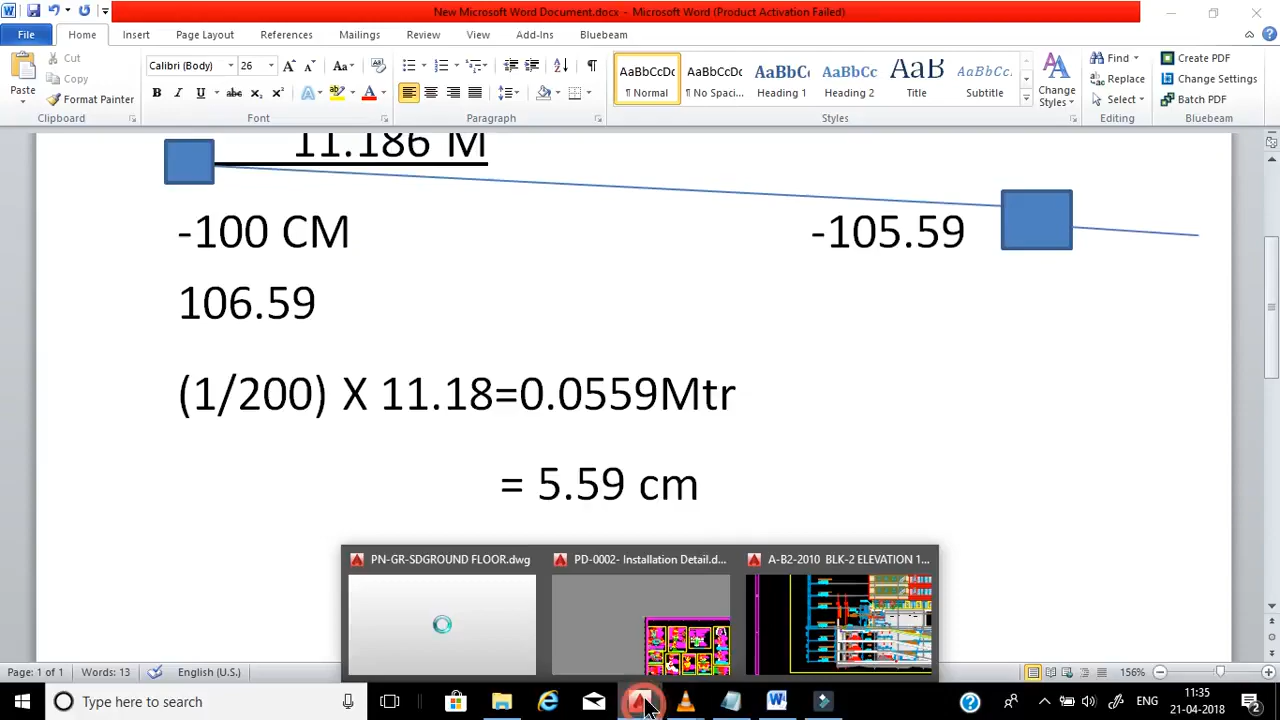 New Microsoft Word Document.docx - Microsoft Word (Product Activation Failed)
File Home Insert Page Layout References Mailings Review View Add-Ins Bluebeam
Cut
Copy
Format Painter
Paste
Clipboard
Calibri (Body) 26
Font
Paragraph
AaBbCcDc AaBbCcDc AaBbC AaBbCc AaB AaBbCc
¶ Normal ¶ No Spaci... Heading 1 Heading 2 Title Subtitle
Change Styles
Styles
Find
Replace
Select
Editing
Create PDF
Change Settings
Batch PDF
Bluebeam
11.186 M
-100 CM -105.59
106.59
(1/200) X 11.18=0.0559Mtr
= 5.59 cm
PN-GR-SDGROUND FLOOR.dwg PD-0002- Installation Detail.d... A-B2-2010 BLK-2 ELEVATION 1...
Page: 1 of 1 Words: 13 English (U.S.) 156%
Type here to search
ENG 11:35
21-04-2018 2